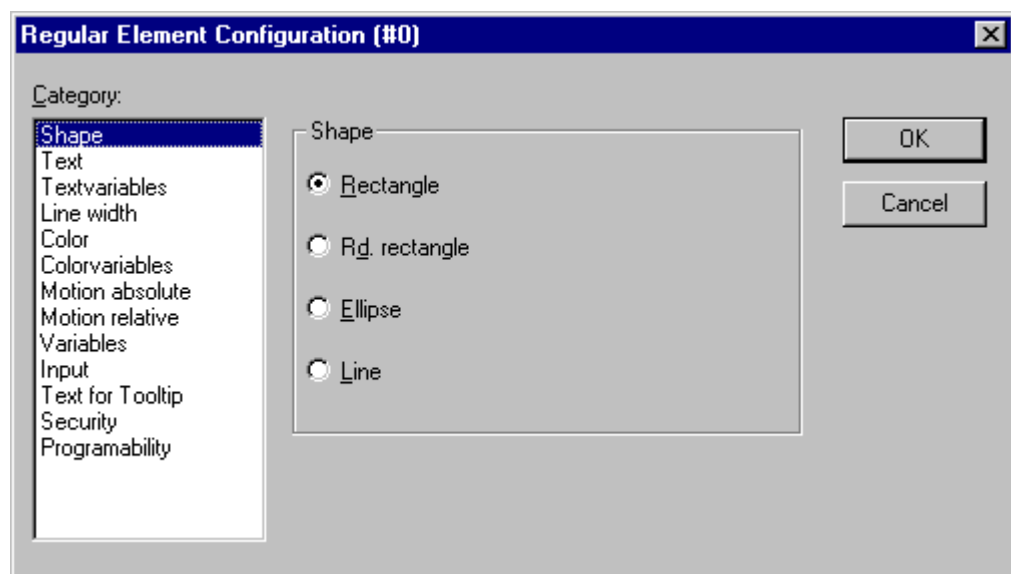 Regular Element Configuration (#0)
Category:
Shape
Text
Textvariables
Line width
Color
Colorvariables
Motion absolute
Motion relative
Variables
Input
Text for Tooltip
Security
Programability
Shape
Rectangle
Rd. rectangle
Ellipse
Line
OK
Cancel